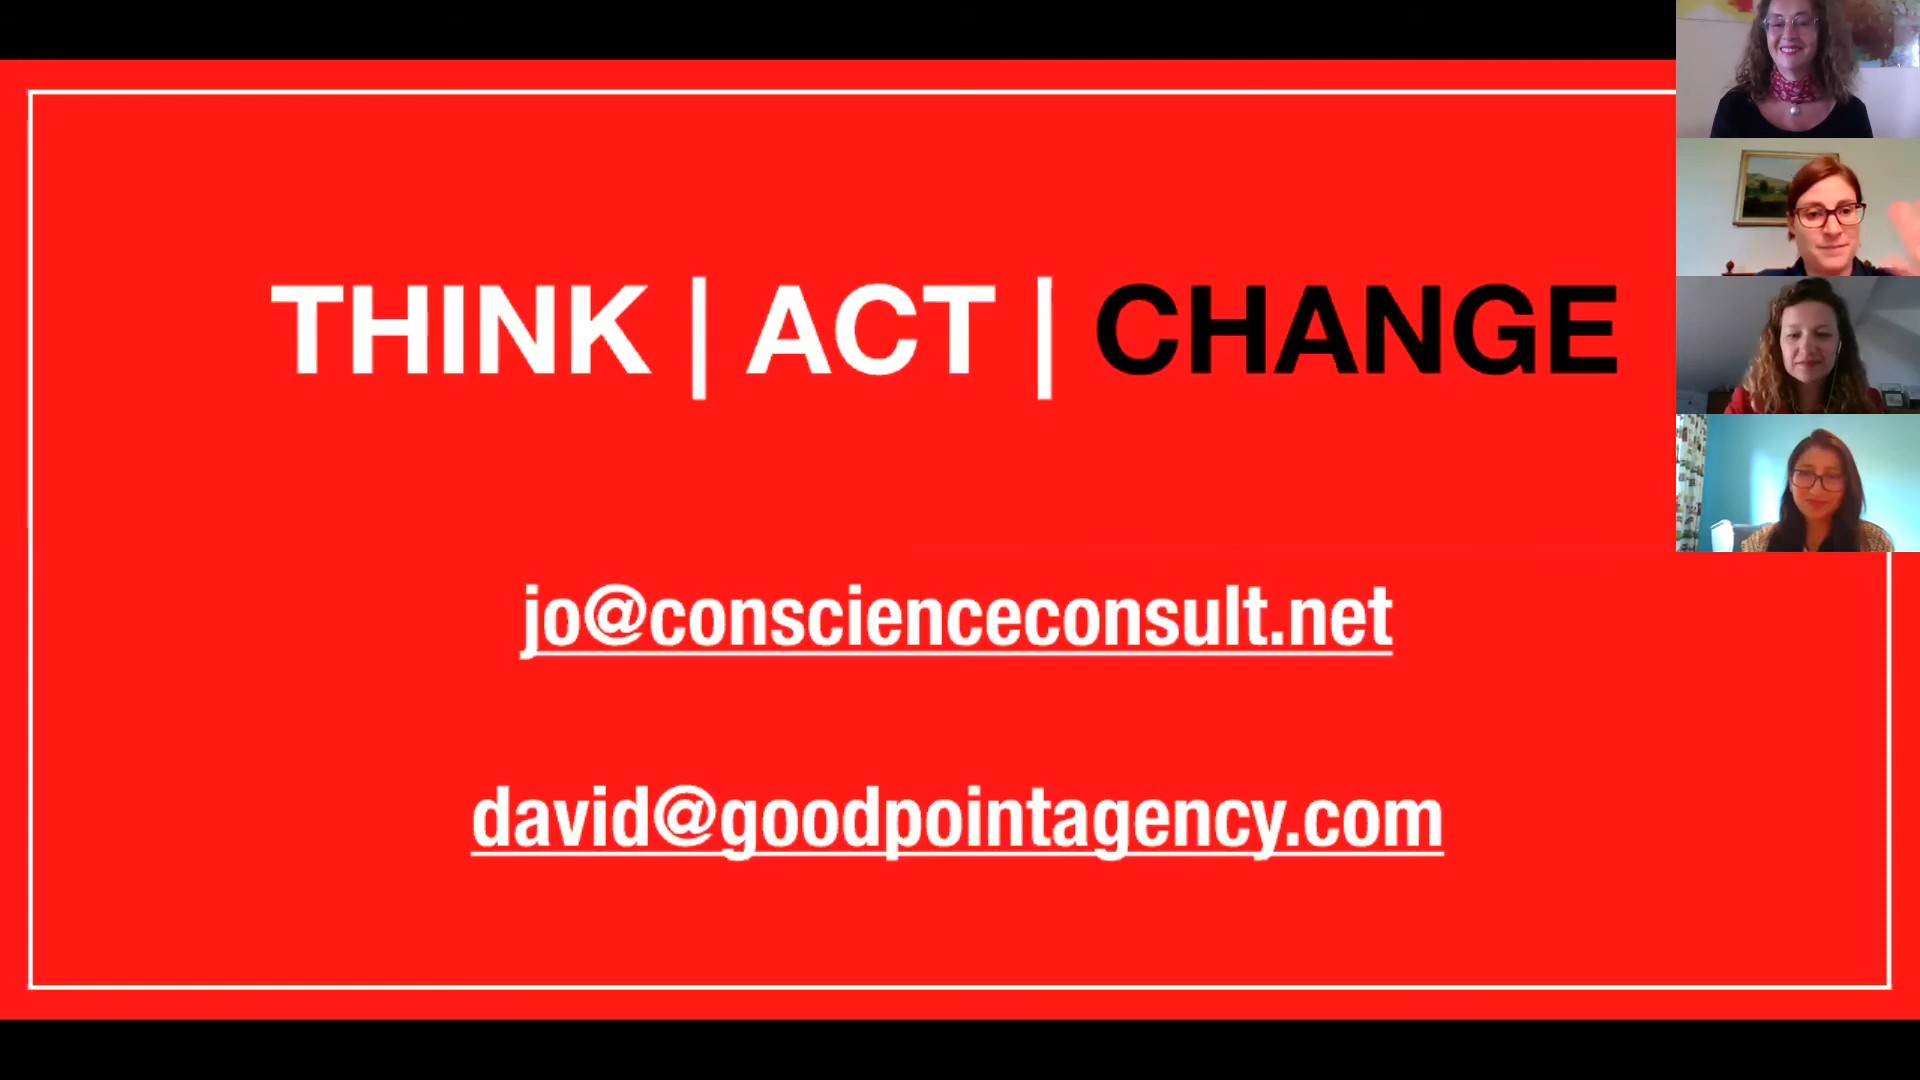 THINK | ACT | CHANGE
jo@conscienceconsult.net
david@goodpointagency.com